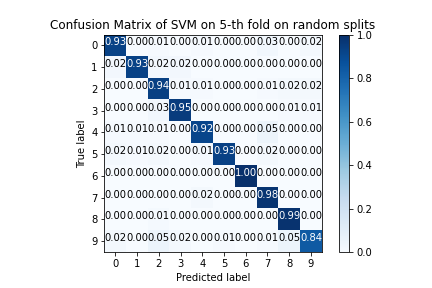 Confusion Matrix of SVM on 5-th fold on random splits
0 0.93 0.00 0.01 0.00 0.01 0.00 0.00 0.03 0.00 0.02
1 0.02 0.93 0.02 0.02 0.00 0.00 0.00 0.00 0.00 0.00
2 0.00 0.00 0.94 0.01 0.01 0.00 0.00 0.01 0.02 0.02
3 0.00 0.00 0.03 0.95 0.00 0.00 0.00 0.00 0.01 0.01
4 0.01 0.01 0.01 0.00 0.92 0.00 0.00 0.05 0.00 0.00
5 0.02 0.01 0.02 0.00 0.01 0.93 0.00 0.02 0.00 0.00
6 0.00 0.00 0.00 0.00 0.00 0.00 1.00 0.00 0.00 0.00
7 0.00 0.00 0.00 0.00 0.02 0.00 0.00 0.98 0.00 0.00
8 0.00 0.00 0.01 0.00 0.00 0.00 0.00 0.00 0.99 0.00
9 0.02 0.00 0.05 0.02 0.00 0.01 0.00 0.01 0.05 0.84
0 1 2 3 4 5 6 7 8 9
True label
Predicted label
1.0
0.8
0.6
0.4
0.2
0.0